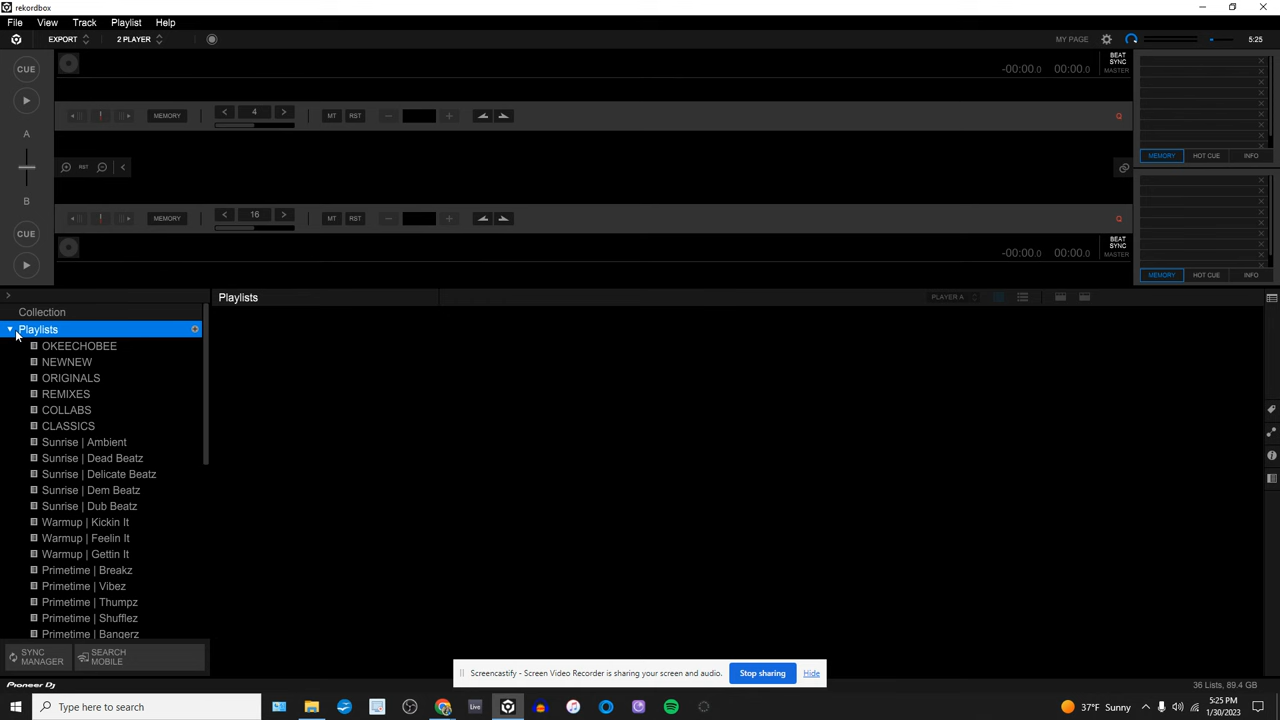 rekordbox
File View Track Playlist Help
EXPORT 2 PLAYER MY PAGE 5:25
CUE
-00:00.0 00:00.0 BEAT SYNC MASTER
MEMORY < 4 > MT RST Q
MEMORY HOT CUE INFO
A
RST
B
MEMORY < 16 > MT RST Q
CUE
-00:00.0 00:00.0 BEAT SYNC MASTER
MEMORY HOT CUE INFO
Playlists PLAYER A
Collection
Playlists
OKEECHOBEE
NEWNEW
ORIGINALS
REMIXES
COLLABS
CLASSICS
Sunrise | Ambient
Sunrise | Dead Beatz
Sunrise | Delicate Beatz
Sunrise | Dem Beatz
Sunrise | Dub Beatz
Warmup | Kickin It
Warmup | Feelin It
Warmup | Gettin It
Primetime | Breakz
Primetime | Vibez
Primetime | Thumpz
Primetime | Shufflez
Primetime | Bangerz
SYNC MANAGER SEARCH MOBILE
Screencastify - Screen Video Recorder is sharing your screen and audio. Stop sharing Hide
Pioneer Dj 36 Lists, 89.4 GB
Type here to search Live 37°F Sunny 5:25 PM
1/30/2023